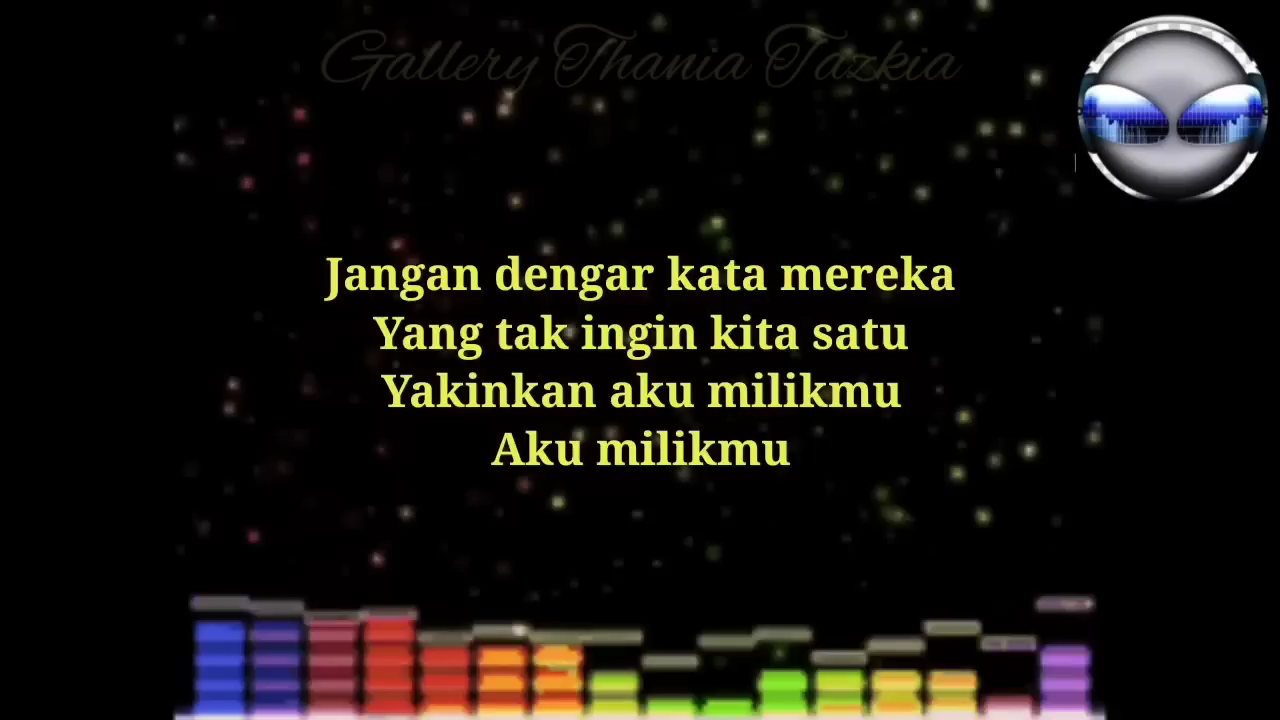 Gallery Thania Tazkia
Jangan dengar kata mereka
Yang tak ingin kita satu
Yakinkan aku milikmu
Aku milikmu